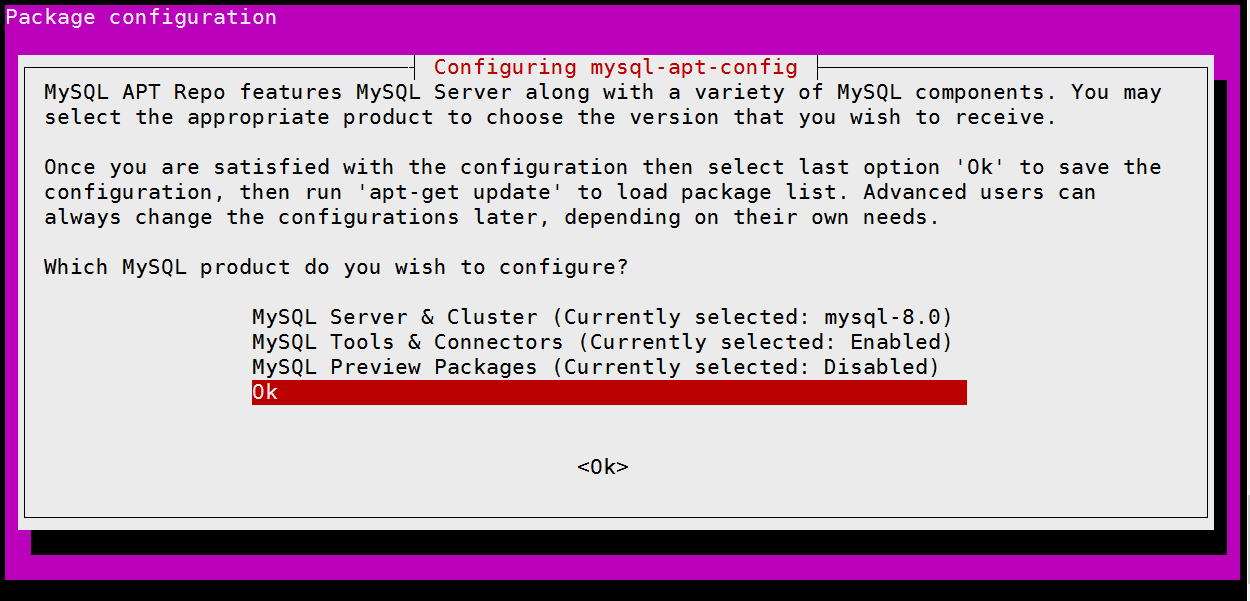 Package configuration
Configuring mysql-apt-config
MySQL APT Repo features MySQL Server along with a variety of MySQL components. You may
select the appropriate product to choose the version that you wish to receive.
Once you are satisfied with the configuration then select last option 'Ok' to save the
configuration, then run 'apt-get update' to load package list. Advanced users can
always change the configurations later, depending on their own needs.
Which MySQL product do you wish to configure?
MySQL Server & Cluster (Currently selected: mysql-8.0)
MySQL Tools & Connectors (Currently selected: Enabled)
MySQL Preview Packages (Currently selected: Disabled)
Ok
<Ok>